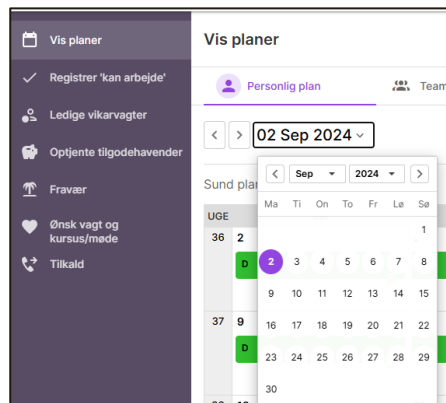 Vis planer
Registrer 'kan arbejde'
Ledige vikarvagter
Optjente tilgodehavender
Fravær
Ønsk vagt og
kursus/møde
Tilkald
Vis planer
Personlig plan
Team
02 Sep 2024
Sund pla
Sep 2024
Ma Ti On To Fr Lø Sø
1
2 3 4 5 6 7 8
9 10 11 12 13 14 15
16 17 18 19 20 21 22
23 24 25 26 27 28 29
30
UGE
36 2
D
37 9
D